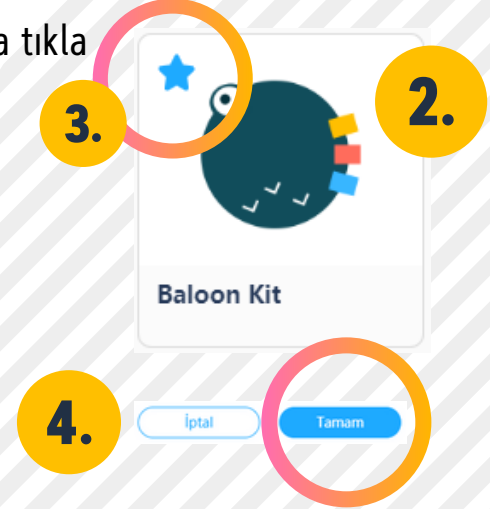 a tıkla
3.
2.
Baloon Kit
4.
İptal
Tamam